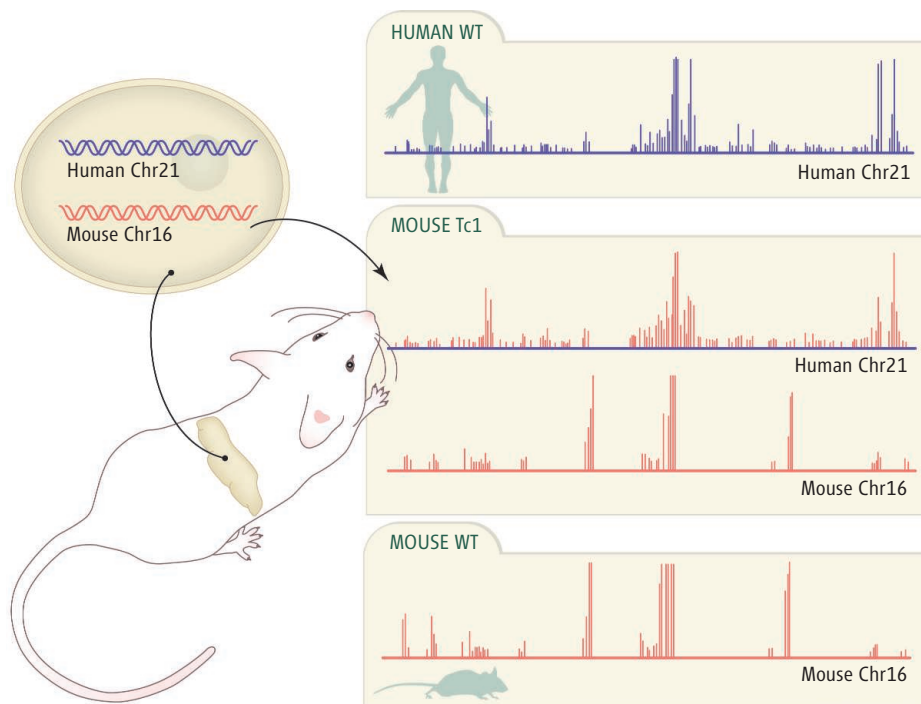 Human Chr21
Mouse Chr16
HUMAN WT
Human Chr21
MOUSE Tc1
Human Chr21
Mouse Chr16
MOUSE WT
Mouse Chr16